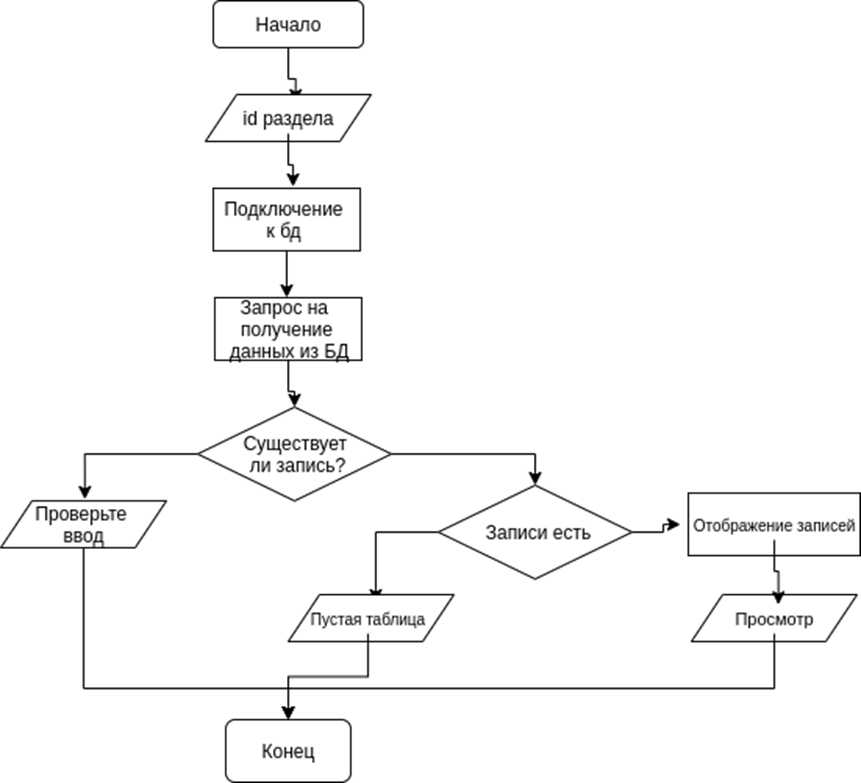 Начало
id раздела
Подключение
к бд
Запрос на
получение
данных из БД
Существует
ли запись?
Проверьте
ввод
Записи есть
Отображение записей
Пустая таблица
Просмотр
Конец